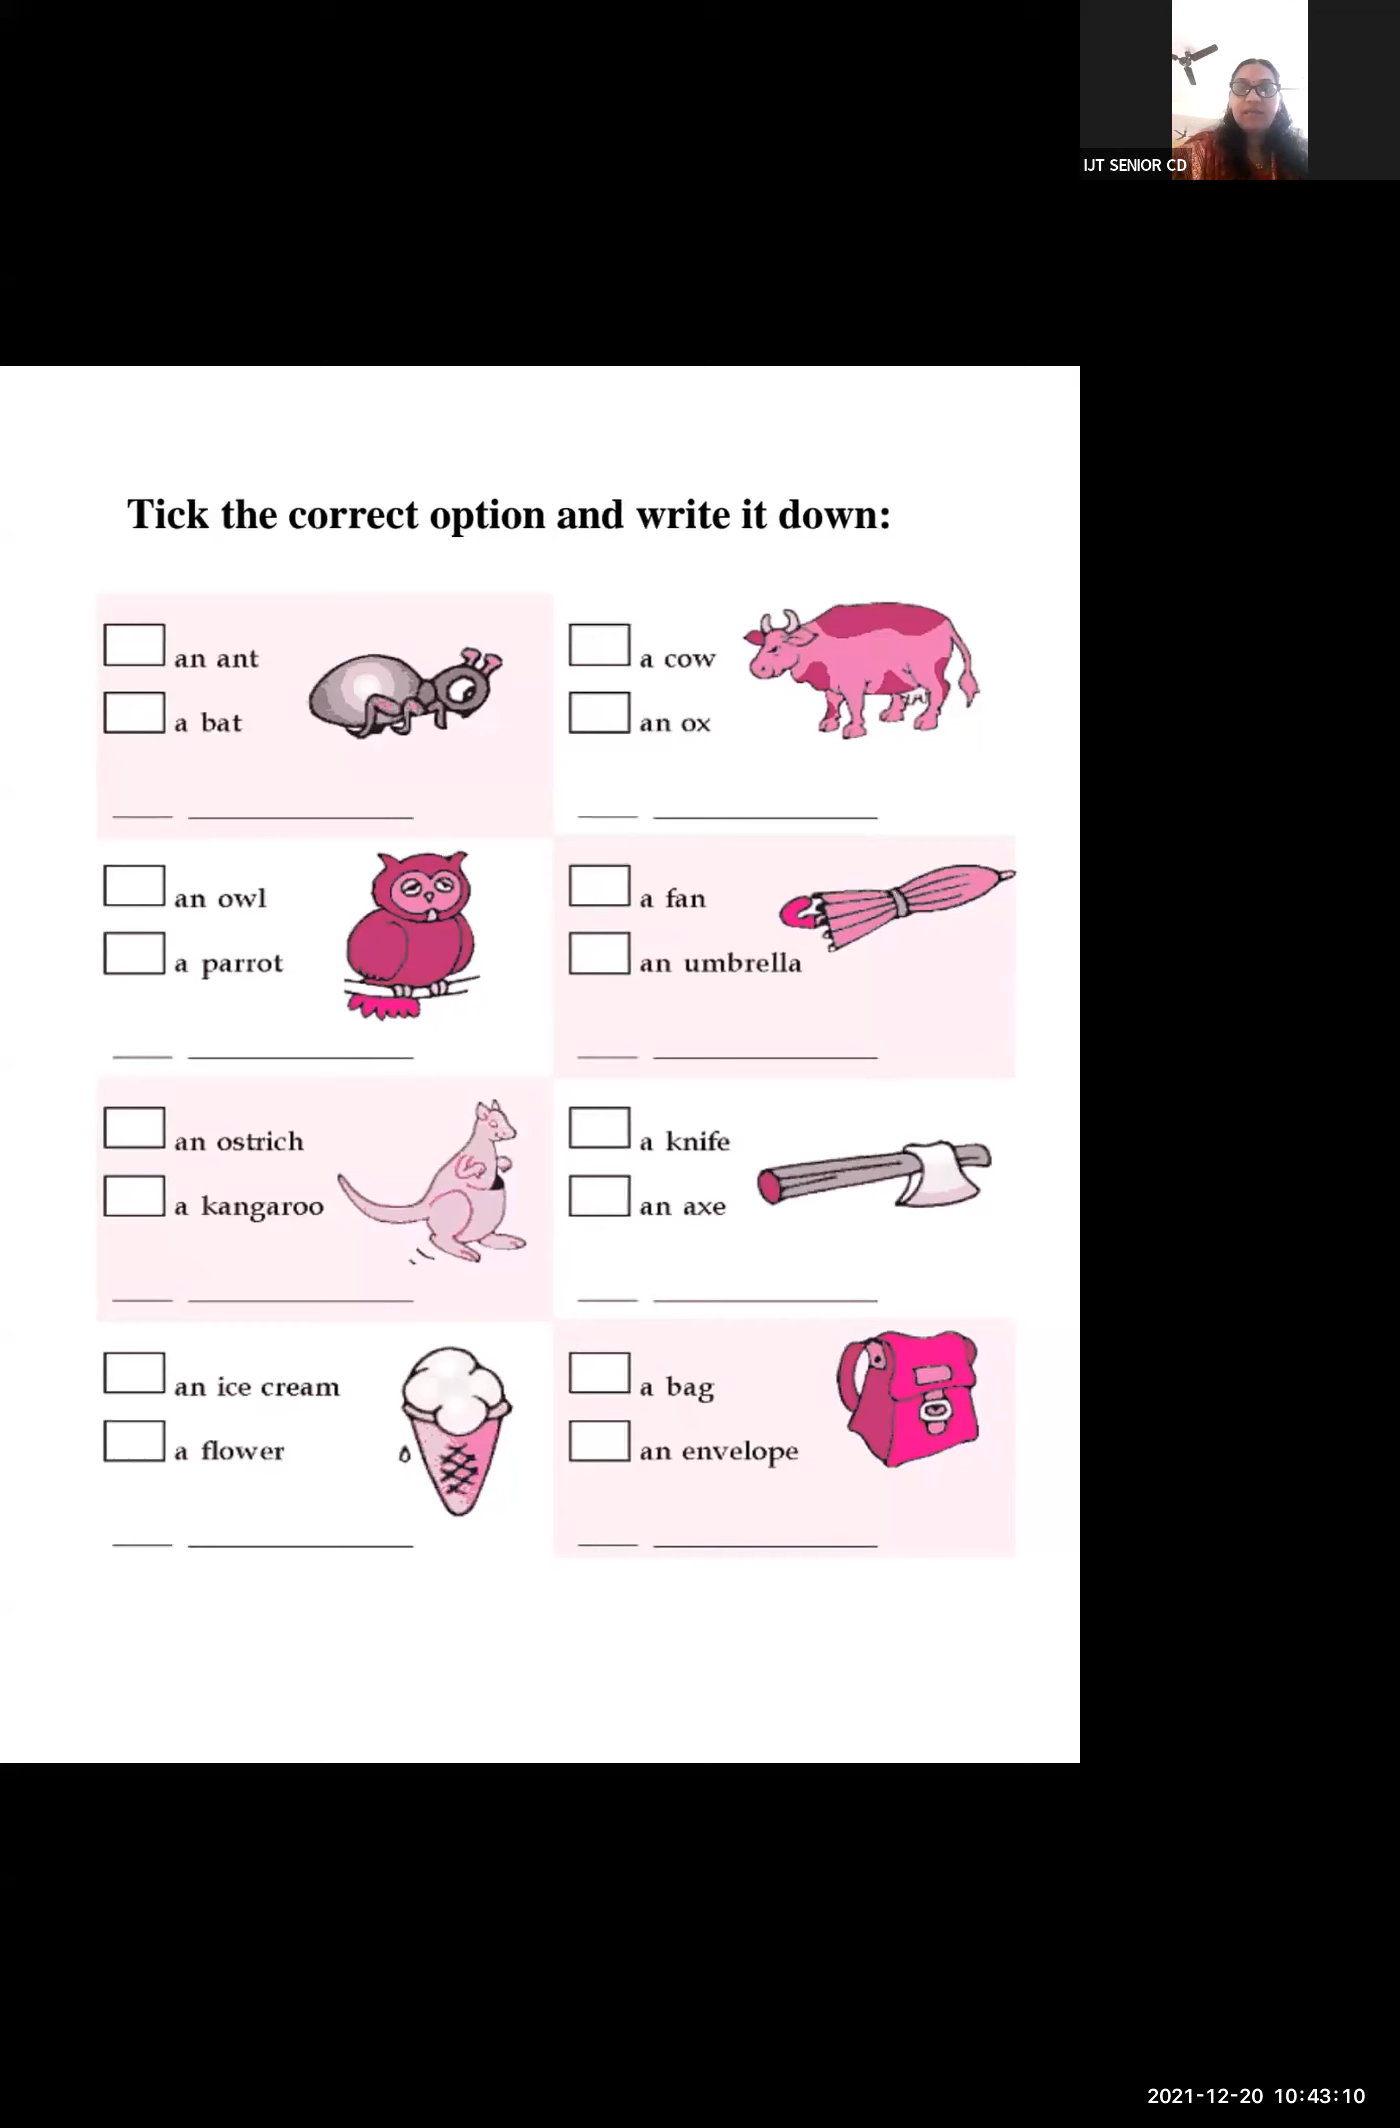 IJT SENIOR CD
Tick the correct option and write it down:
an ant
a bat
a cow
an ox
an owl
a parrot
a fan
an umbrella
an ostrich
a kangaroo
a knife
an axe
an ice cream
a flower
a bag
an envelope
2021-12-20 10:43:10